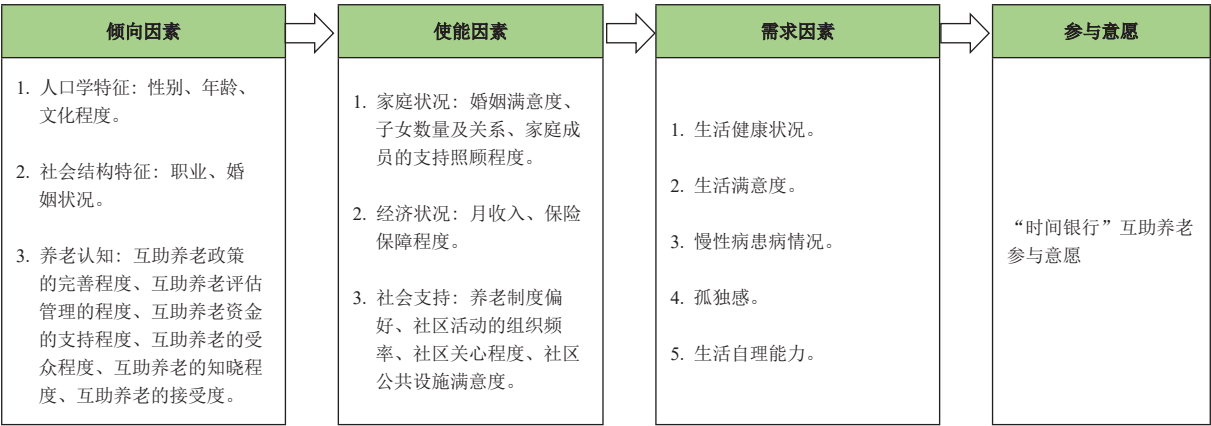 倾向因素
1. 人口学特征：性别、年龄、
文化程度。
2. 社会结构特征：职业、婚
姻状况。
3. 养老认知：互助养老政策
的完善程度、互助养老评估
管理的程度、互助养老资金
的支持程度、互助养老的受
众程度、互助养老的知晓程
度、互助养老的接受度。
使能因素
1. 家庭状况：婚姻满意度、
子女数量及关系、家庭成
员的支持照顾程度。
2. 经济状况：月收入、保险
保障程度。
3. 社会支持：养老制度偏
好、社区活动的组织频
率、社区关心程度、社区
公共设施满意度。
需求因素
1. 生活健康状况。
2. 生活满意度。
3. 慢性病患病情况。
4. 孤独感。
5. 生活自理能力。
参与意愿
“时间银行”互助养老
参与意愿